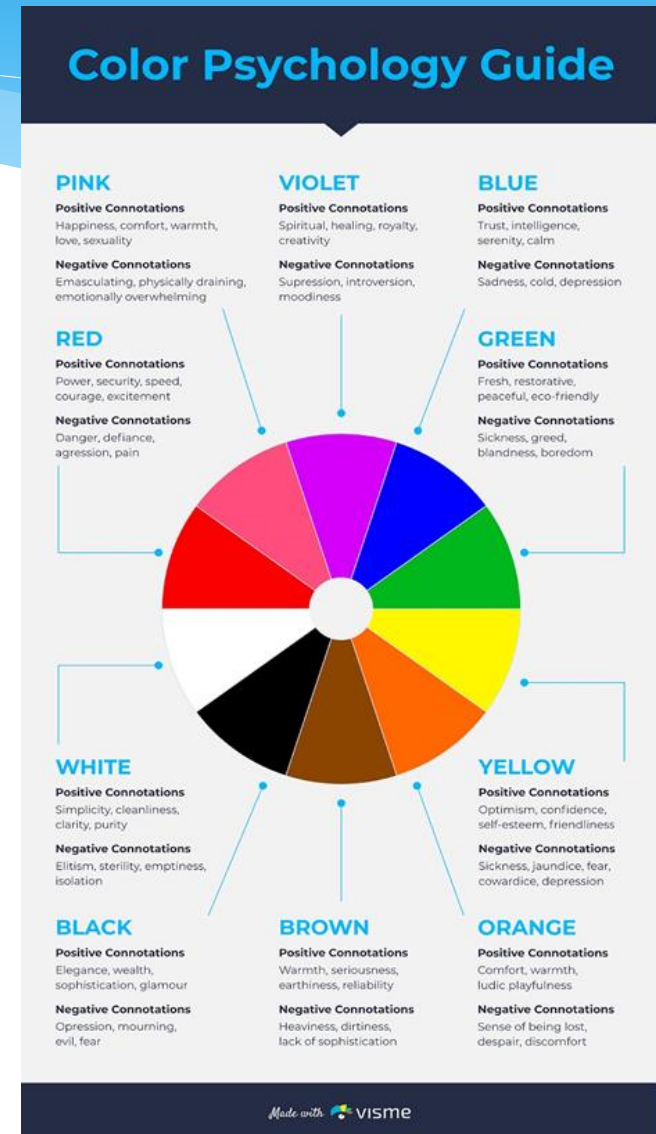 Color Psychology Guide
PINK
Positive Connotations
Happiness, comfort, warmth,
love, sexuality
Negative Connotations
Emasculating, physically draining,
emotionally overwhelming
VIOLET
Positive Connotations
Spiritual, healing, royalty,
creativity
Negative Connotations
Supression, introversion,
moodiness
BLUE
Positive Connotations
Trust, intelligence,
serenity, calm
Negative Connotations
Sadness, cold, depression
RED
Positive Connotations
Power, security, speed,
courage, excitement
Negative Connotations
Danger, defiance,
agression, pain
GREEN
Positive Connotations
Fresh, restorative,
peaceful, eco-friendly
Negative Connotations
Sickness, greed,
blandness, boredom
WHITE
Positive Connotations
Simplicity, cleanliness,
clarity, purity
Negative Connotations
Elitism, sterility, emptiness,
isolation
YELLOW
Positive Connotations
Optimism, confidence,
self-esteem, friendliness
Negative Connotations
Sickness, jaundice, fear,
cowardice, depression
BLACK
Positive Connotations
Elegance, wealth,
sophistication, glamour
Negative Connotations
Opression, mourning,
evil, fear
BROWN
Positive Connotations
Warmth, seriousness,
earthiness, reliability
Negative Connotations
Heaviness, dirtiness,
lack of sophistication
ORANGE
Positive Connotations
Comfort, warmth,
ludic playfulness
Negative Connotations
Sense of being lost,
despair, discomfort
Made with visme